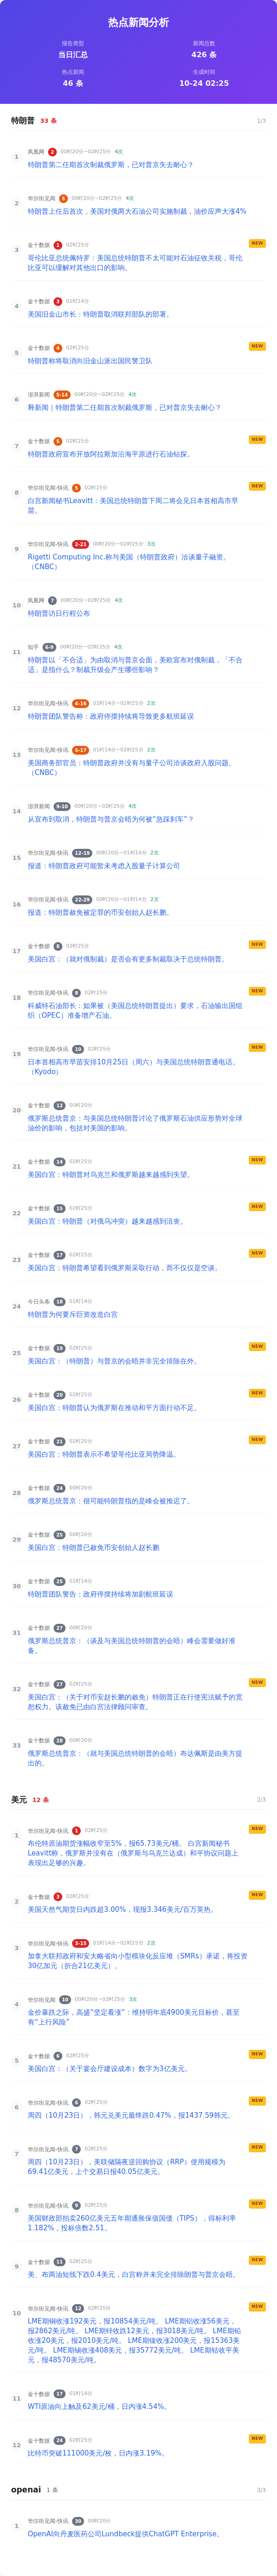 热点新闻分析
报告类型
新闻总数
当日汇总
426 条
热点新闻
生成时间
46 条
10-24 02:25
特朗普 33 条
1/3
1
凤凰网 2 00时20分~02时25分 4次
特朗普第二任期首次制裁俄罗斯，已对普京失去耐心？
2
华尔街见闻 5 00时20分~02时25分 4次
特朗普上任后首次，美国对俄两大石油公司实施制裁，油价应声大涨4%
3
金十数据 1 02时25分
NEW
哥伦比亚总统佩特罗：美国总统特朗普不太可能对石油征收关税，哥伦
比亚可以缓解对其他出口的影响。
4
金十数据 3 01时14分
美国旧金山市长：特朗普取消联邦部队的部署。
5
金十数据 4 02时25分
NEW
特朗普称将取消向旧金山派出国民警卫队
6
澎湃新闻 5-14 00时20分~02时25分 4次
释新闻｜特朗普第二任期首次制裁俄罗斯，已对普京失去耐心？
7
金十数据 5 02时25分
NEW
特朗普政府宣布开放阿拉斯加沿海平原进行石油钻探。
8
华尔街见闻-快讯 5 02时25分
NEW
白宫新闻秘书Leavitt：美国总统特朗普下周二将会见日本首相高市早
苗。
9
华尔街见闻-快讯 2-21 00时20分~02时25分 3次
Rigetti Computing Inc.称与美国（特朗普政府）洽谈量子融资。
（CNBC）
10
凤凰网 7 00时20分~02时25分 4次
特朗普访日行程公布
11
知乎 6-9 00时20分~02时25分 4次
特朗普以「不合适」为由取消与普京会面，美欧宣布对俄制裁，「不合
适」是指什么？制裁升级会产生哪些影响？
12
华尔街见闻-快讯 4-16 01时14分~02时25分 2次
特朗普团队警告称：政府停摆持续将导致更多航班延误
13
华尔街见闻-快讯 5-17 01时14分~02时25分 2次
美国商务部官员：特朗普政府并没有与量子公司洽谈政府入股问题。
（CNBC）
14
澎湃新闻 9-10 00时20分~02时25分 4次
从宣布到取消，特朗普与普京会晤为何被“急踩刹车”？
15
华尔街见闻-快讯 12-19 00时20分~01时14分 2次
报道：特朗普政府可能暂未考虑入股量子计算公司
16
华尔街见闻-快讯 22-29 00时20分~01时14分 2次
报道：特朗普赦免被定罪的币安创始人赵长鹏。
17
金十数据 8 02时25分
NEW
美国白宫：（就对俄制裁）是否会有更多制裁取决于总统特朗普。
18
华尔街见闻-快讯 9 02时25分
NEW
科威特石油部长：如果被（美国总统特朗普提出）要求，石油输出国组
织（OPEC）准备增产石油。
19
华尔街见闻-快讯 10 02时25分
NEW
日本首相高市早苗安排10月25日（周六）与美国总统特朗普通电话。
（Kyodo）
20
金十数据 12 00时20分
俄罗斯总统普京：与美国总统特朗普讨论了俄罗斯石油供应形势对全球
油价的影响，包括对美国的影响。
21
金十数据 14 02时25分
NEW
美国白宫：特朗普对乌克兰和俄罗斯越来越感到失望。
22
金十数据 15 02时25分
NEW
美国白宫：特朗普（对俄乌冲突）越来越感到沮丧。
23
金十数据 17 02时25分
NEW
美国白宫：特朗普希望看到俄罗斯采取行动，而不仅仅是空谈。
24
今日头条 18 01时14分
特朗普为何要斥巨资改造白宫
25
金十数据 19 02时25分
NEW
美国白宫：（特朗普）与普京的会晤并非完全排除在外。
26
金十数据 20 02时25分
NEW
美国白宫：特朗普认为俄罗斯在推动和平方面行动不足。
27
金十数据 21 02时25分
NEW
美国白宫：特朗普表示不希望哥伦比亚局势降温。
28
金十数据 24 00时20分
俄罗斯总统普京：很可能特朗普指的是峰会被推迟了。
29
金十数据 25 00时20分
美国白宫：特朗普已赦免币安创始人赵长鹏
30
金十数据 25 01时14分
特朗普团队警告：政府停摆持续将加剧航班延误
31
金十数据 27 00时20分
俄罗斯总统普京：（谈及与美国总统特朗普的会晤）峰会需要做好准
备。
32
金十数据 27 02时25分
NEW
美国白宫：（关于对币安赵长鹏的赦免）特朗普正在行使宪法赋予的宽
恕权力。该赦免已由白宫法律顾问审查。
33
金十数据 28 00时20分
俄罗斯总统普京：（就与美国总统特朗普的会晤）布达佩斯是由美方提
出的。
美元 12 条
2/3
1
华尔街见闻-快讯 1 02时25分
NEW
布伦特原油期货涨幅收窄至5%，报65.73美元/桶。 白宫新闻秘书
Leavitt称，俄罗斯并没有在（俄罗斯与乌克兰达成）和平协议问题上
表现出足够的兴趣。
2
金十数据 3 02时25分
NEW
美国天然气期货日内跌超3.00%，现报3.346美元/百万英热。
3
华尔街见闻-快讯 3-15 01时14分~02时25分 2次
加拿大联邦政府和安大略省向小型模块化反应堆（SMRs）承诺，将投资
30亿加元（折合21亿美元）。
4
华尔街见闻 10 00时20分~02时25分 3次
金价暴跌之际，高盛“坚定看涨”：维持明年底4900美元目标价，甚至
有“上行风险”
5
金十数据 6 02时25分
NEW
美国白宫：（关于宴会厅建设成本）数字为3亿美元。
6
华尔街见闻-快讯 6 02时25分
NEW
周四（10月23日），韩元兑美元最终跌0.47%，报1437.59韩元。
7
华尔街见闻-快讯 7 02时25分
NEW
周四（10月23日），美联储隔夜逆回购协议（RRP）使用规模为
69.41亿美元，上个交易日报40.05亿美元。
8
华尔街见闻-快讯 9 02时25分
NEW
美国财政部拍卖260亿美元五年期通胀保值国债（TIPS），得标利率
1.182%，投标倍数2.51。
9
金十数据 11 02时25分
NEW
美、布两油短线下跌0.4美元，白宫称并未完全排除特朗普与普京会晤。
10
华尔街见闻-快讯 12 02时25分
NEW
LME期铜收涨192美元，报10854美元/吨。 LME期铝收涨56美元，
报2862美元/吨。 LME期锌收跌12美元，报3018美元/吨。 LME期铅
收涨20美元，报2010美元/吨。 LME期镍收涨200美元，报15363美
元/吨。 LME期锡收涨408美元，报35772美元/吨。 LME期钴收平美
元，报48570美元/吨。
11
金十数据 17 01时14分
WTI原油向上触及62美元/桶，日内涨4.54%。
12
金十数据 24 02时25分
NEW
比特币突破111000美元/枚，日内涨3.19%。
openai 1 条
3/3
1
华尔街见闻-快讯 30 00时20分
OpenAI向丹麦医药公司Lundbeck提供ChatGPT Enterprise。